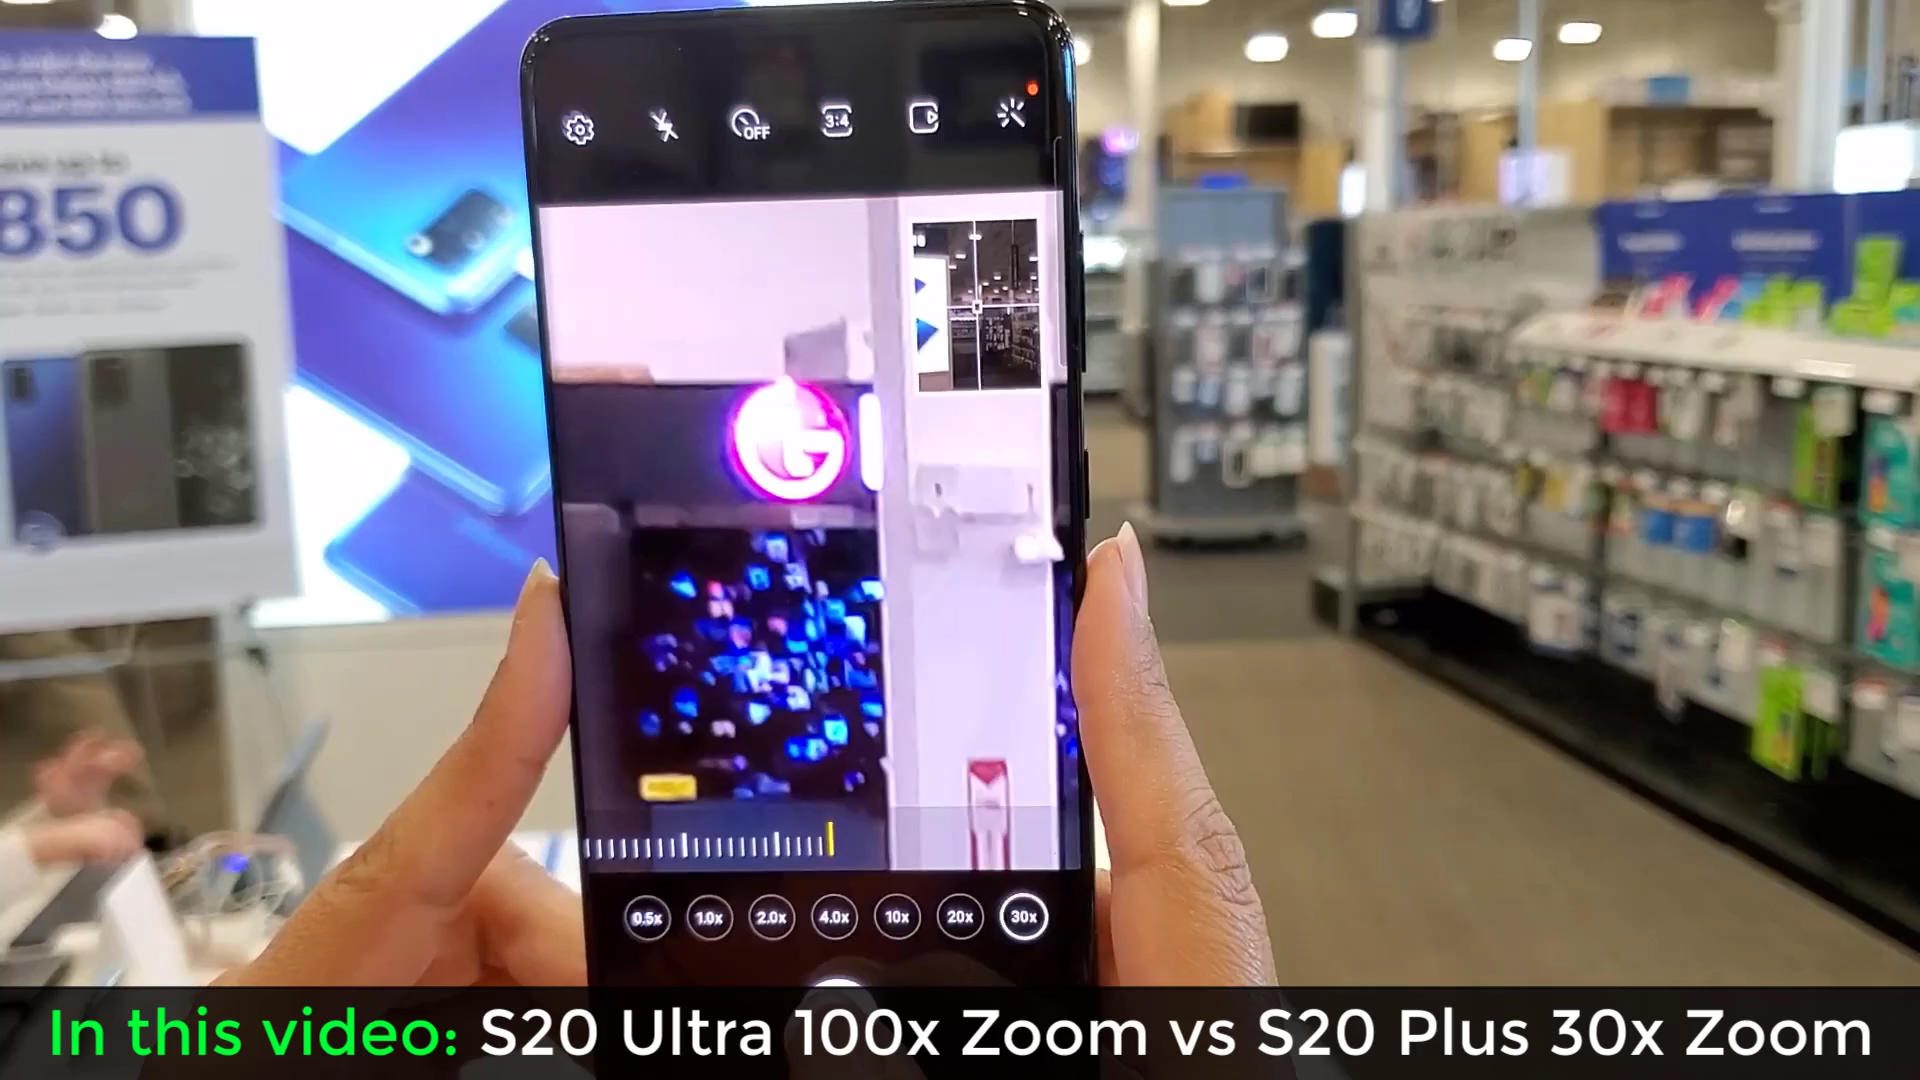 850
OFF
3:4
0.5x 1.0x 2.0x 4.0x 10x 20x 30x
In this video: S20 Ultra 100x Zoom vs S20 Plus 30x Zoom